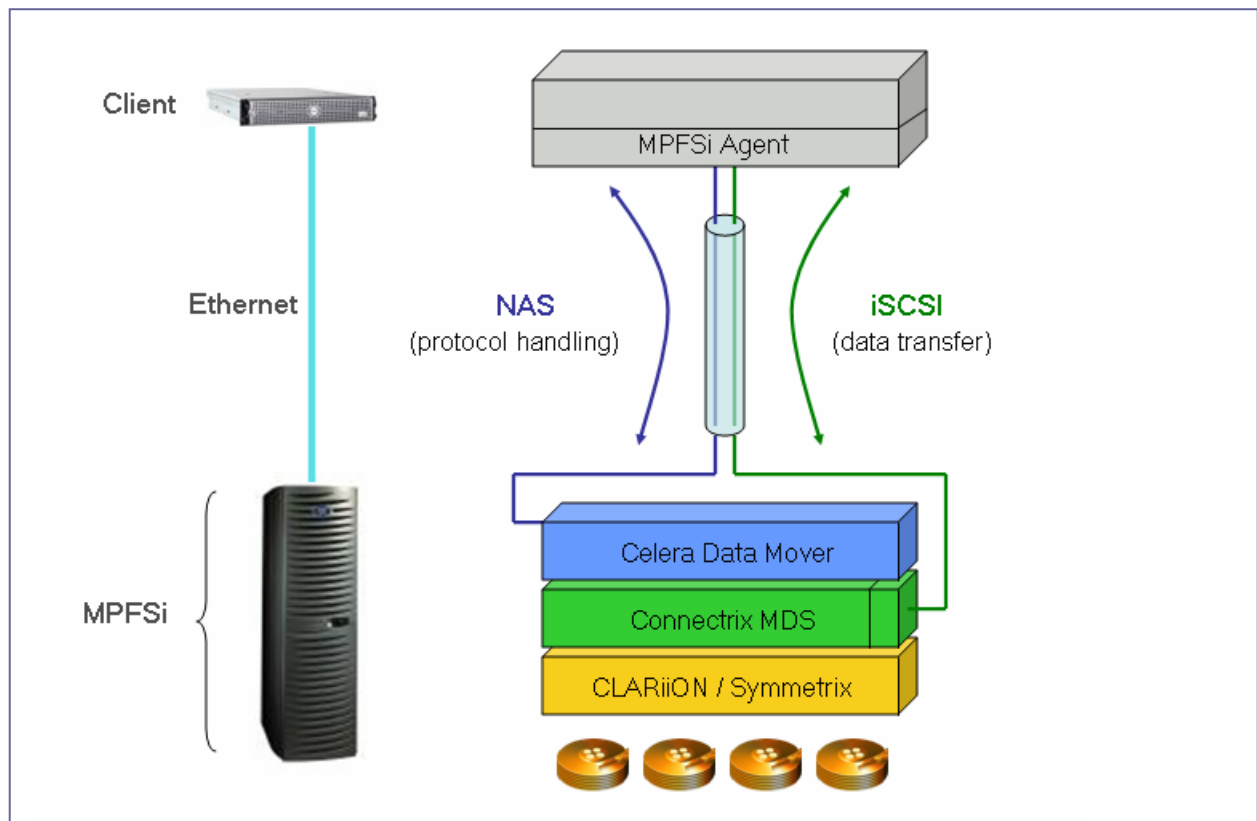 Client
MPFSi Agent
Ethernet
NAS
(protocol handling)
iSCSI
(data transfer)
MPFSi
Celera Data Mover
Connectrix MDS
CLARiiON / Symmetrix